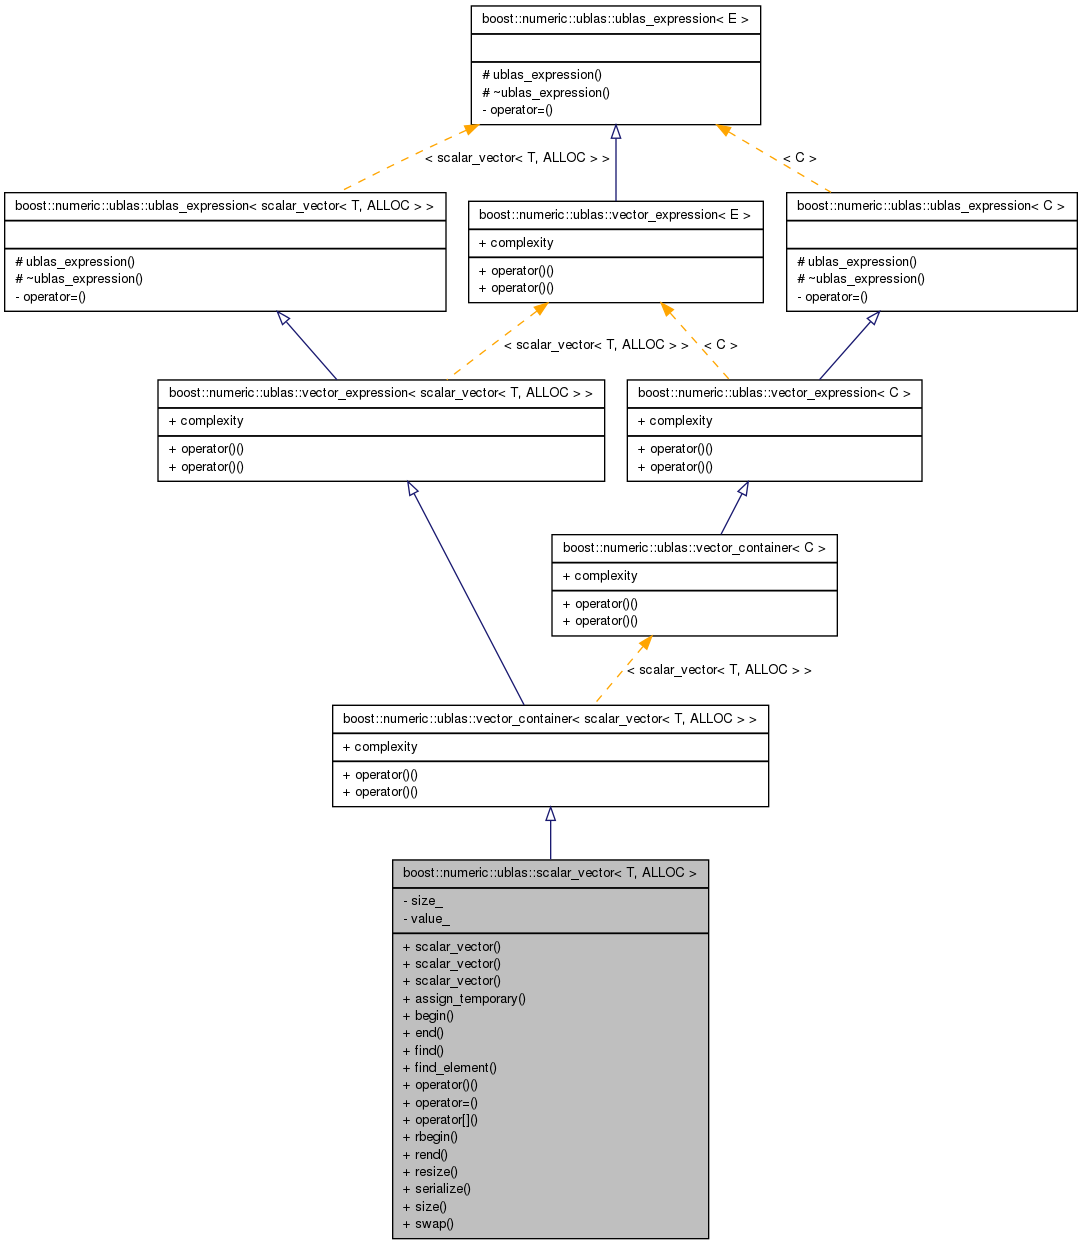 boost::numeric::ublas::ublas_expression< E >
# ublas_expression()
# ~ublas_expression()
- operator=()
< scalar_vector< T, ALLOC > >
< C >
boost::numeric::ublas::ublas_expression< scalar_vector< T, ALLOC > >
# ublas_expression()
# ~ublas_expression()
- operator=()
boost::numeric::ublas::vector_expression< E >
+ complexity
+ operator()()
+ operator()()
boost::numeric::ublas::ublas_expression< C >
# ublas_expression()
# ~ublas_expression()
- operator=()
< scalar_vector< T, ALLOC > >
< C >
boost::numeric::ublas::vector_expression< scalar_vector< T, ALLOC > >
+ complexity
+ operator()()
+ operator()()
boost::numeric::ublas::vector_expression< C >
+ complexity
+ operator()()
+ operator()()
boost::numeric::ublas::vector_container< C >
+ complexity
+ operator()()
+ operator()()
< scalar_vector< T, ALLOC > >
boost::numeric::ublas::vector_container< scalar_vector< T, ALLOC > >
+ complexity
+ operator()()
+ operator()()
boost::numeric::ublas::scalar_vector< T, ALLOC >
- size_
- value_
+ scalar_vector()
+ scalar_vector()
+ scalar_vector()
+ assign_temporary()
+ begin()
+ end()
+ find()
+ find_element()
+ operator()()
+ operator=()
+ operator[]()
+ rbegin()
+ rend()
+ resize()
+ serialize()
+ size()
+ swap()